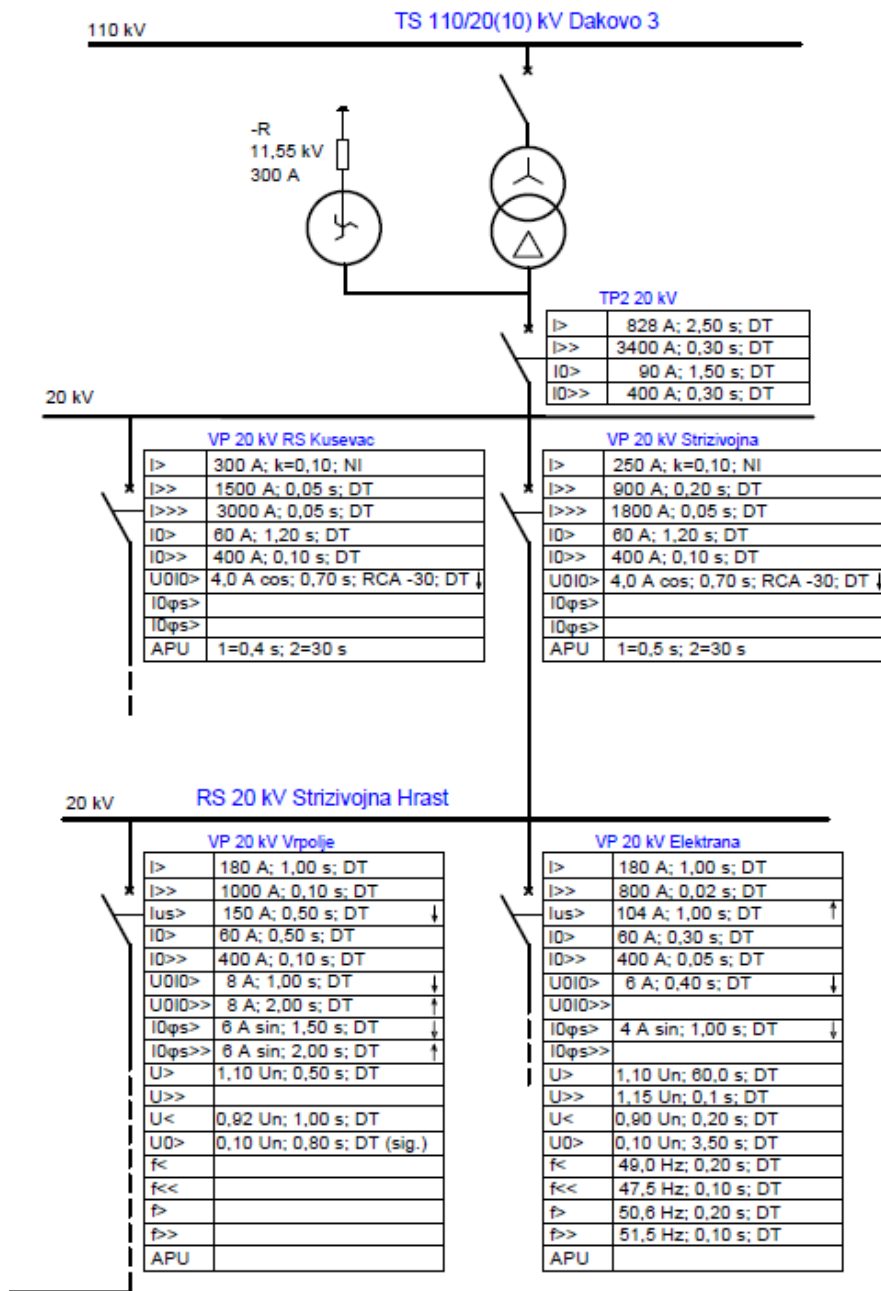 TS 110/20(10) kV Dakovo 3
110 kV
-R
11,55 kV
300 A
TP2 20 kV
I> 828 A; 2,50 s; DT
I>> 3400 A; 0,30 s; DT
I0> 90 A; 1,50 s; DT
I0>> 400 A; 0,30 s; DT
20 kV
VP 20 kV RS Kusevac
I> 300 A; k=0,10; NI
I>> 1500 A; 0,05 s; DT
I>>> 3000 A; 0,05 s; DT
I0> 60 A; 1,20 s; DT
I0>> 400 A; 0,10 s; DT
U0I0> 4,0 A cos; 0,70 s; RCA -30; DT ↓
I0φs>
I0φs>
APU 1=0,4 s; 2=30 s
VP 20 kV Strizivojna
I> 250 A; k=0,10; NI
I>> 900 A; 0,20 s; DT
I>>> 1800 A; 0,05 s; DT
I0> 60 A; 1,20 s; DT
I0>> 400 A; 0,10 s; DT
U0I0> 4,0 A cos; 0,70 s; RCA -30; DT ↓
I0φs>
I0φs>
APU 1=0,5 s; 2=30 s
20 kV
RS 20 kV Strizivojna Hrast
VP 20 kV Vrpolje
I> 180 A; 1,00 s; DT
I>> 1000 A; 0,10 s; DT
Ius> 150 A; 0,50 s; DT ↓
I0> 60 A; 0,50 s; DT
I0>> 400 A; 0,10 s; DT
U0I0> 8 A; 1,00 s; DT ↓
U0I0>> 8 A; 2,00 s; DT ↑
I0φs> 6 A sin; 1,50 s; DT ↓
I0φs>> 6 A sin; 2,00 s; DT ↑
U> 1,10 Un; 0,50 s; DT
U>>
U< 0,92 Un; 1,00 s; DT
U0> 0,10 Un; 0,80 s; DT (sig.)
f<
f<<
f>
f>>
APU
VP 20 kV Elektrana
I> 180 A; 1,00 s; DT
I>> 800 A; 0,02 s; DT
Ius> 104 A; 1,00 s; DT ↑
I0> 60 A; 0,30 s; DT
I0>> 400 A; 0,05 s; DT
U0I0> 6 A; 0,40 s; DT ↓
U0I0>>
I0φs> 4 A sin; 1,00 s; DT ↓
I0φs>>
U> 1,10 Un; 60,0 s; DT
U>> 1,15 Un; 0,1 s; DT
U< 0,90 Un; 0,20 s; DT
U0> 0,10 Un; 3,50 s; DT
f< 49,0 Hz; 0,20 s; DT
f<< 47,5 Hz; 0,10 s; DT
f> 50,6 Hz; 0,20 s; DT
f>> 51,5 Hz; 0,10 s; DT
APU